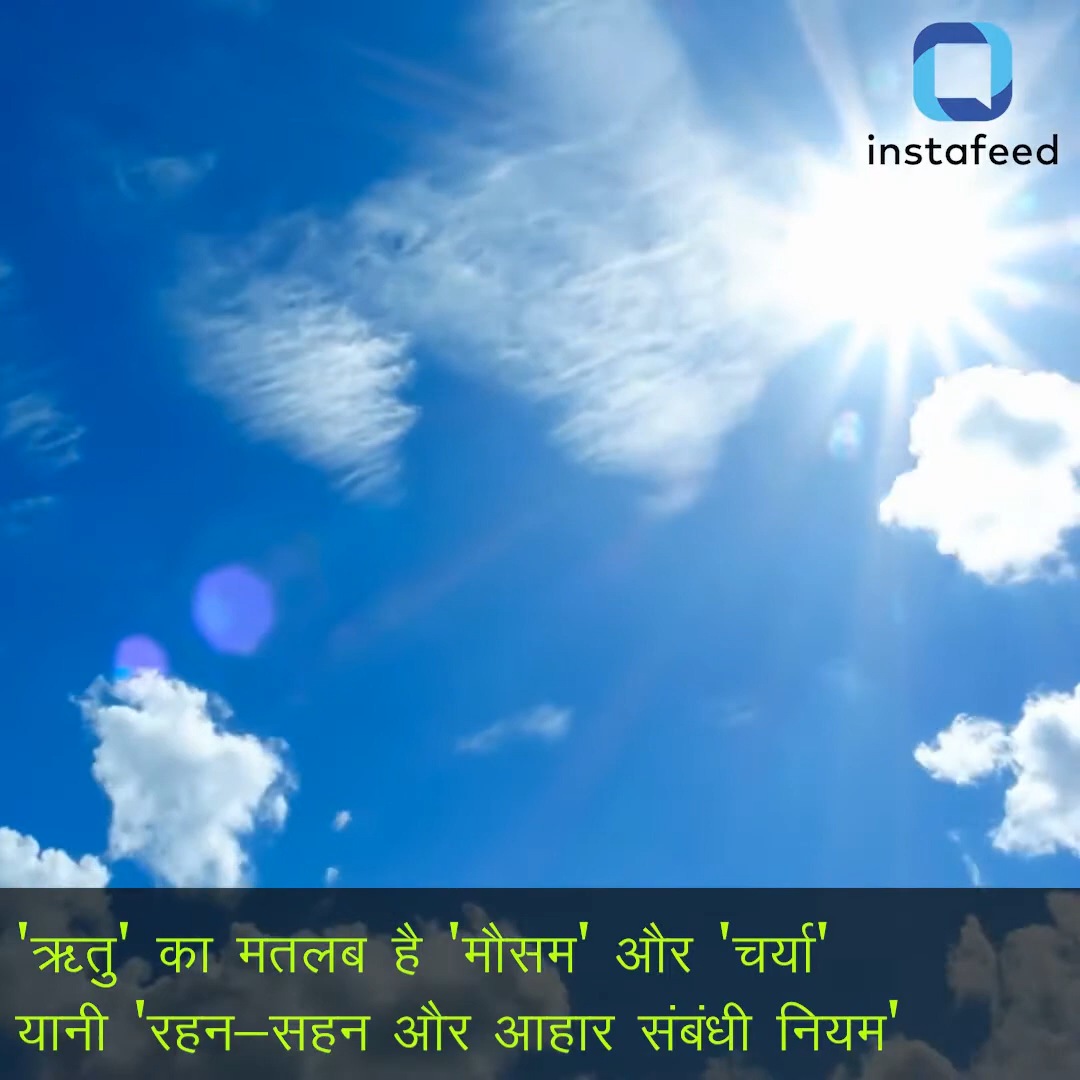 instafeed
'ऋतु' का मतलब है 'मौसम' और 'चर्या'
यानी 'रहन–सहन और आहार संबंधी नियम'